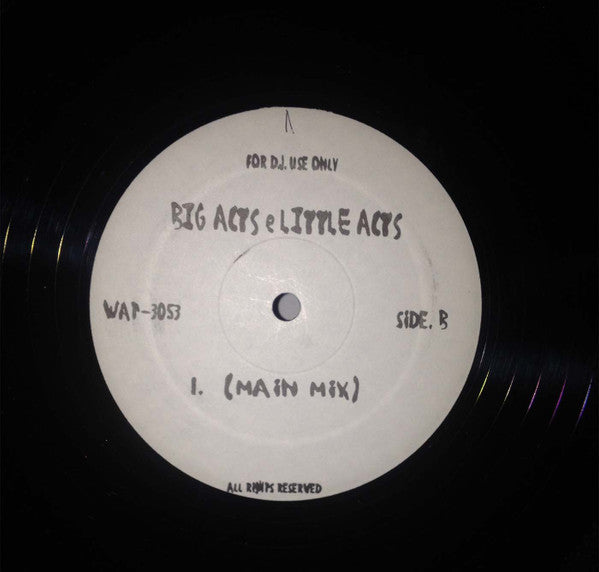 FOR D.J. USE ONLY
BIG ACTS e LITTLE ACTS
WAP-3053
SiDE. B
1. (MAiN MiX)
ALL RIGHTS RESERVED